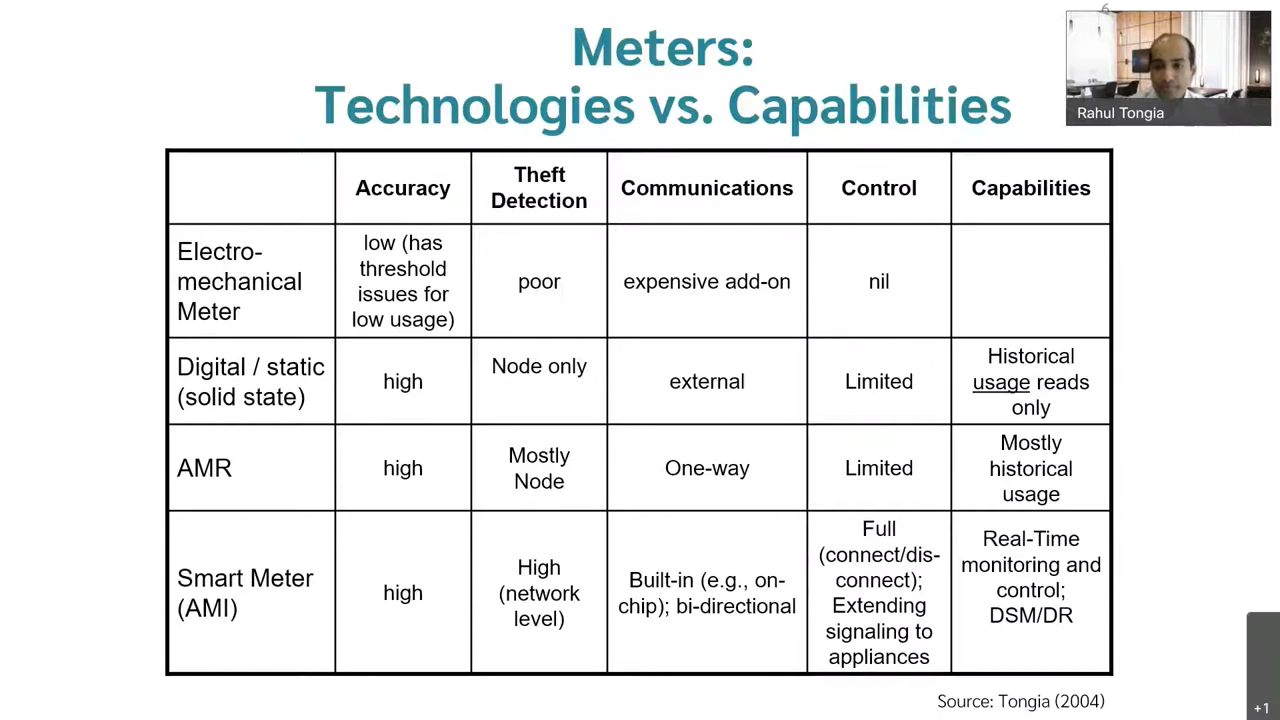 6
Meters:
Technologies vs. Capabilities
Rahul Tongia
Accuracy
Theft
Detection
Communications
Control
Capabilities
Electro-
mechanical
Meter
low (has
threshold
issues for
low usage)
poor
expensive add-on
nil
Digital / static
(solid state)
high
Node only
external
Limited
Historical
usage reads
only
AMR
high
Mostly
Node
One-way
Limited
Mostly
historical
usage
Smart Meter
(AMI)
high
High
(network
level)
Built-in (e.g., on-
chip); bi-directional
Full
(connect/dis-
connect);
Extending
signaling to
appliances
Real-Time
monitoring and
control;
DSM/DR
Source: Tongia (2004)
+1